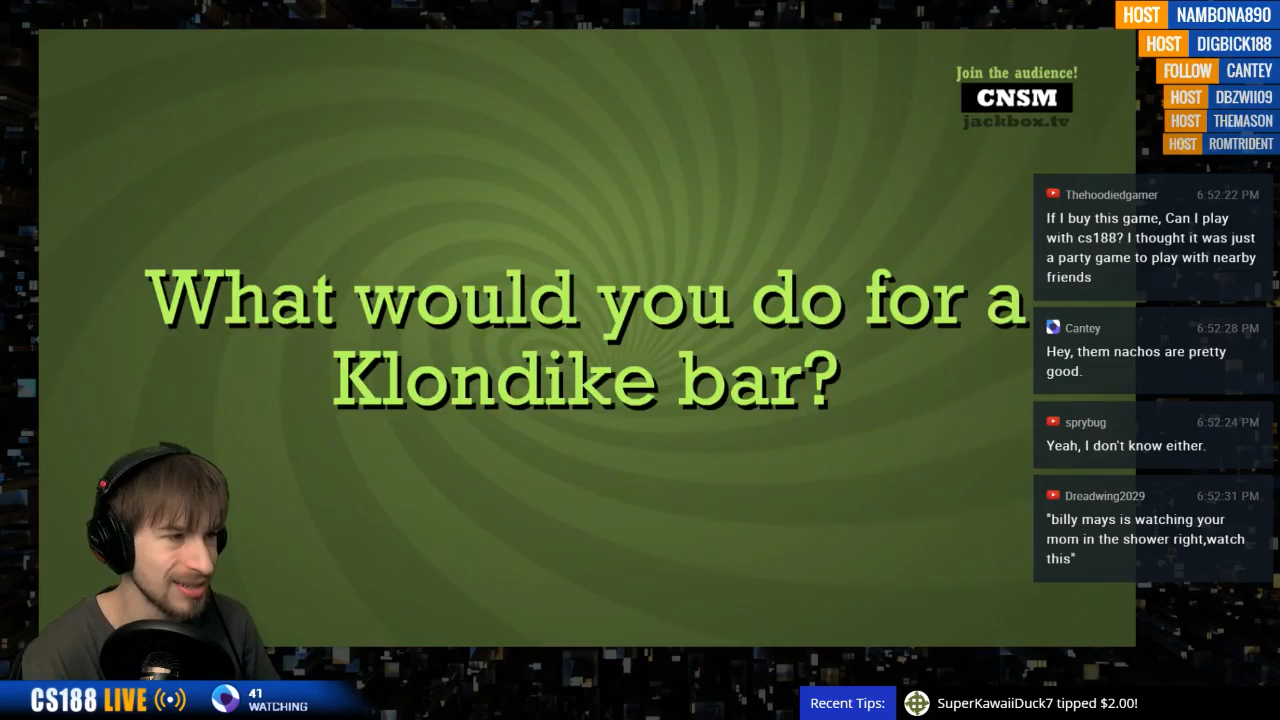 HOST NAMBONA890
HOST DIGBICK188
FOLLOW CANTEY
HOST DBZWII09
HOST THEMASON
HOST ROMTRIDENT
Join the audience!
CNSM
jackbox.tv
What would you do for a
Klondike bar?
Thehoodiedgamer 6:52:22 PM
If I buy this game, Can I play
with cs188? I thought it was just
a party game to play with nearby
friends
Cantey 6:52:28 PM
Hey, them nachos are pretty
good.
sprybug 6:52:24 PM
Yeah, I don't know either.
Dreadwing2029 6:52:31 PM
"billy mays is watching your
mom in the shower right,watch
this"
CS188 LIVE
41
WATCHING
Recent Tips: SuperKawaiiDuck7 tipped $2.00!